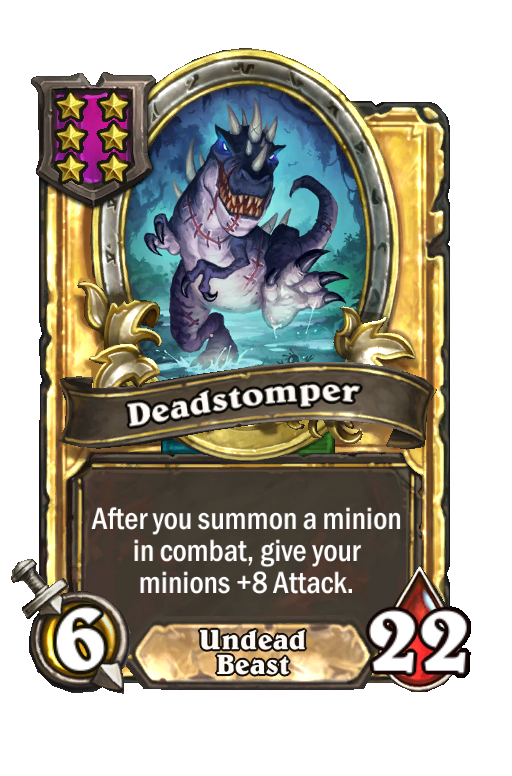 Deadstomper
After you summon a minion
in combat, give your
minions +8 Attack.
6
Undead
Beast
22